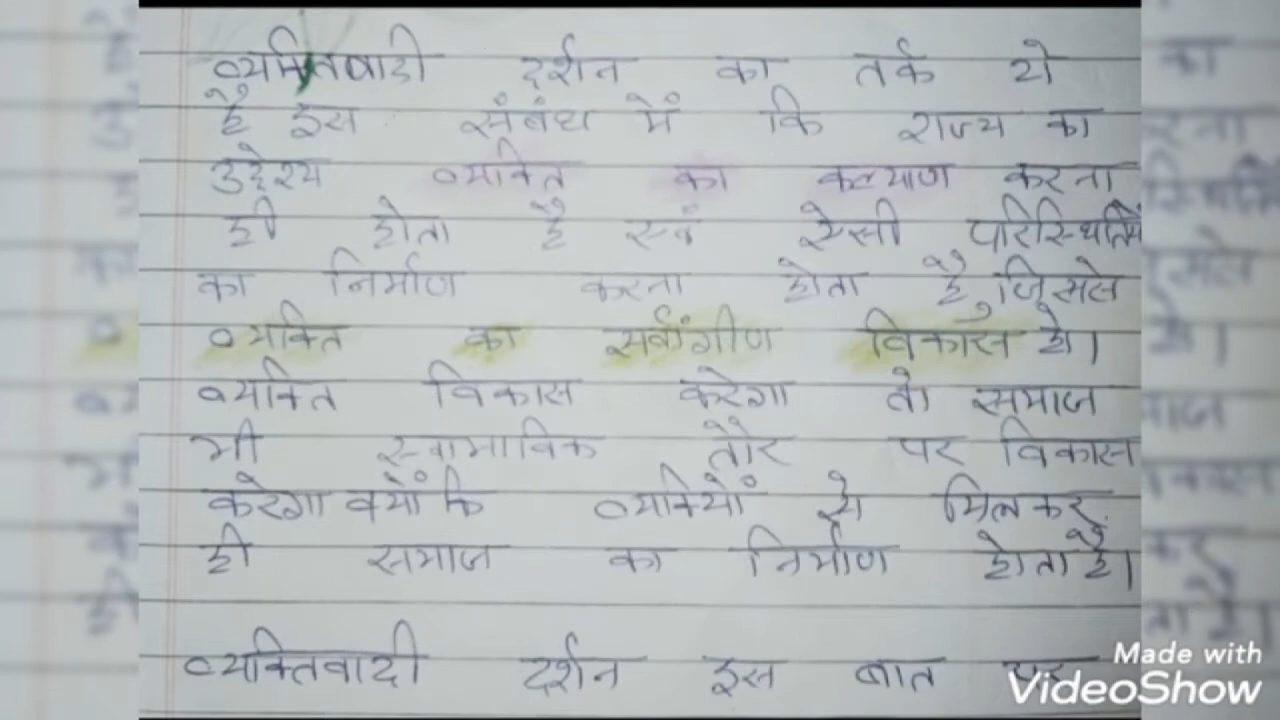 व्यक्तिवादी दर्शन का तर्क ये
है इस संबंध में कि राज्य का
उद्देश्य व्यक्ति का कल्याण करना
ही होता है एवं ऐसी परिस्थितियों
का निर्माण करना होता है, जिससे
व्यक्ति का सर्वांगीण विकास हो।
व्यक्ति विकास करेगा तो समाज
भी स्वाभाविक तौर पर विकास
करेगा क्योंकि व्यक्तियों से मिलकर
ही समाज का निर्माण होता है।
व्यक्तिवादी दर्शन इस बात पर
Made with
VideoShow